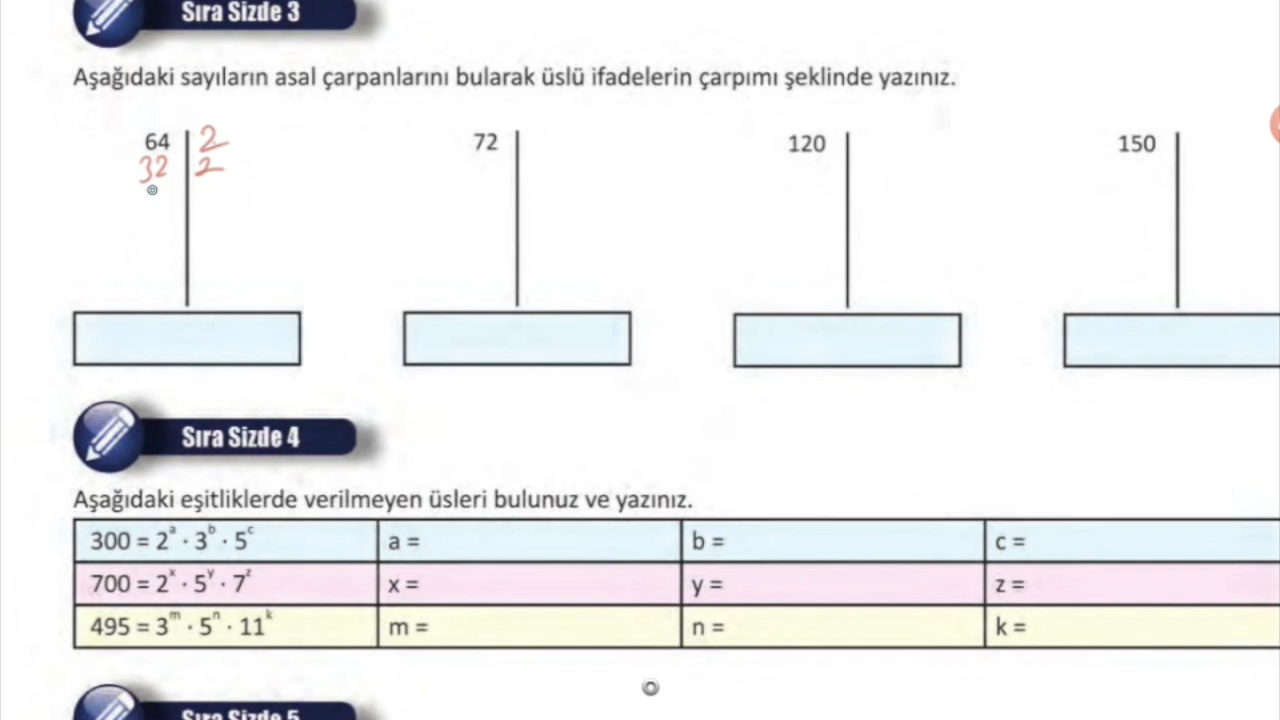 Sıra Sizde 3
Aşağıdaki sayıların asal çarpanlarını bularak üslü ifadelerin çarpımı şeklinde yazınız.
64 2 72 120 150
32 2
Sıra Sizde 4
Aşağıdaki eşitliklerde verilmeyen üsleri bulunuz ve yazınız.
300 = 2ᵃ · 3ᵇ · 5ᶜ a = b = c =
700 = 2ˣ · 5ʸ · 7ᶻ x = y = z =
495 = 3ᵐ · 5ⁿ · 11ᵏ m = n = k =
Sıra Sizde 5